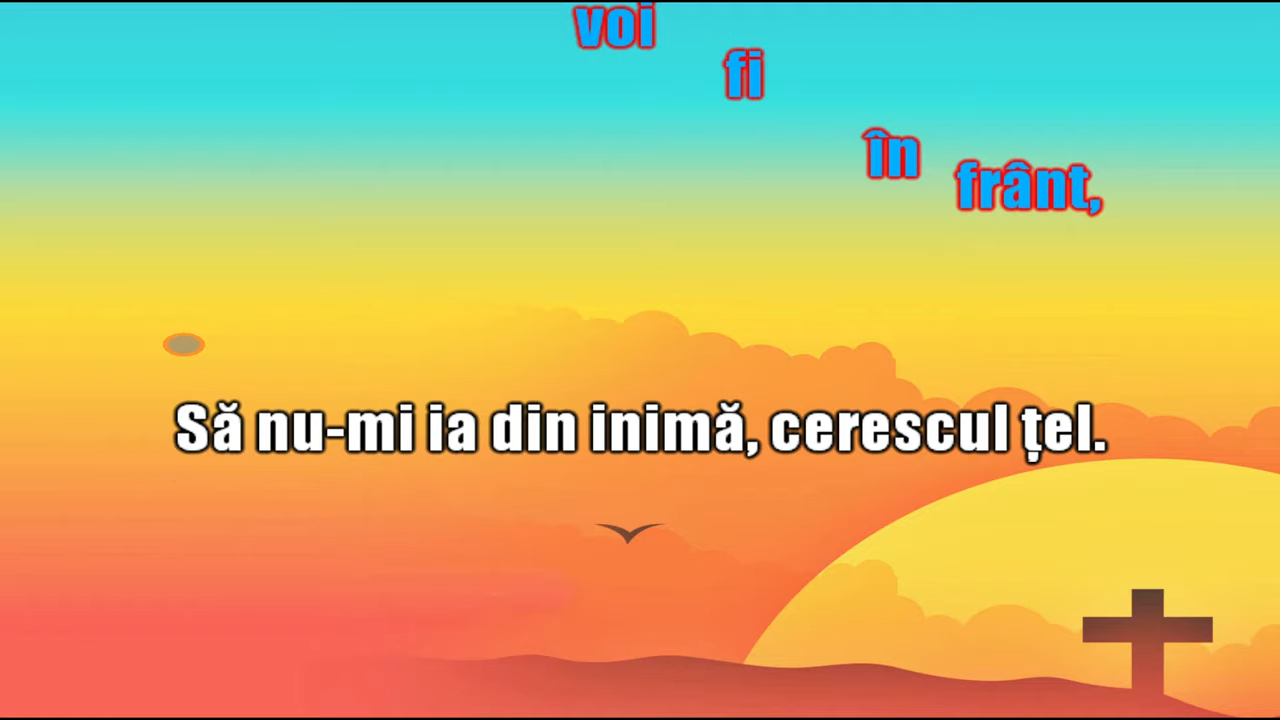 voi
fi
în
frânt,
Să nu-mi ia din inimă, cerescul țel.